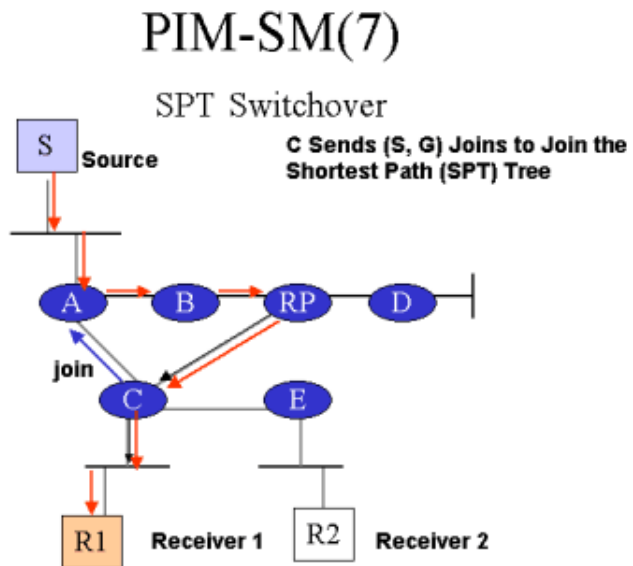 PIM-SM(7)
SPT Switchover
S
Source
C Sends (S, G) Joins to Join the
Shortest Path (SPT) Tree
A
B
RP
D
join
C
E
R1
Receiver 1
R2
Receiver 2